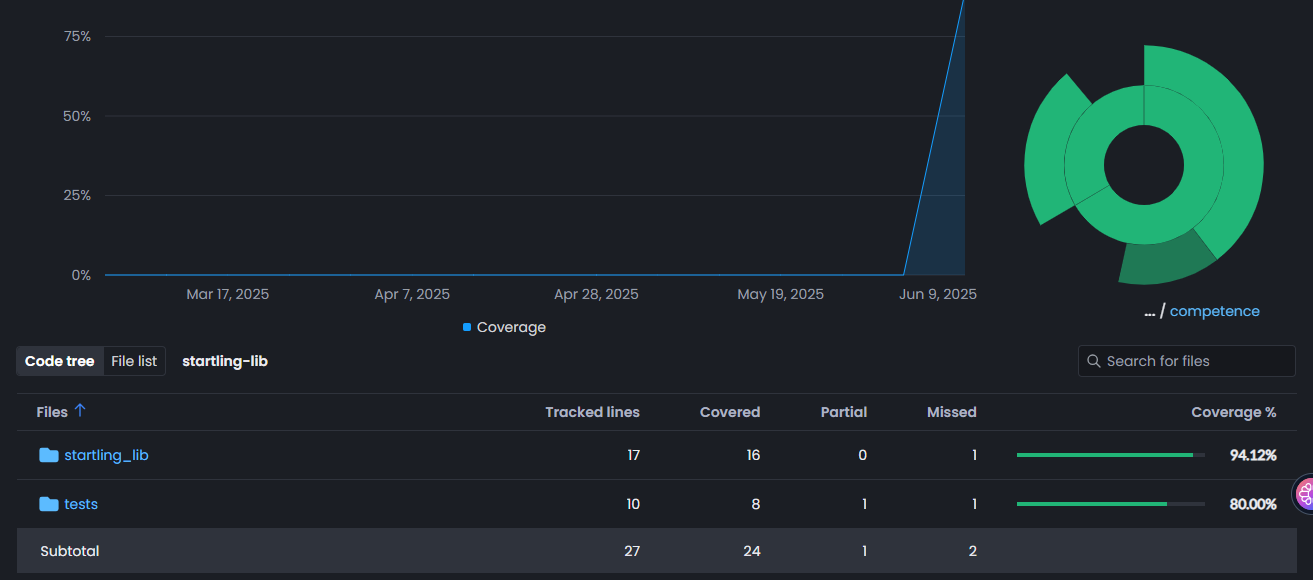 75%
50%
25%
0%
Mar 17, 2025 Apr 7, 2025 Apr 28, 2025 May 19, 2025 Jun 9, 2025
Coverage
... / competence
Code tree File list startling-lib Search for files
Files Tracked lines Covered Partial Missed Coverage %
startling_lib 17 16 0 1 94.12%
tests 10 8 1 1 80.00%
Subtotal 27 24 1 2